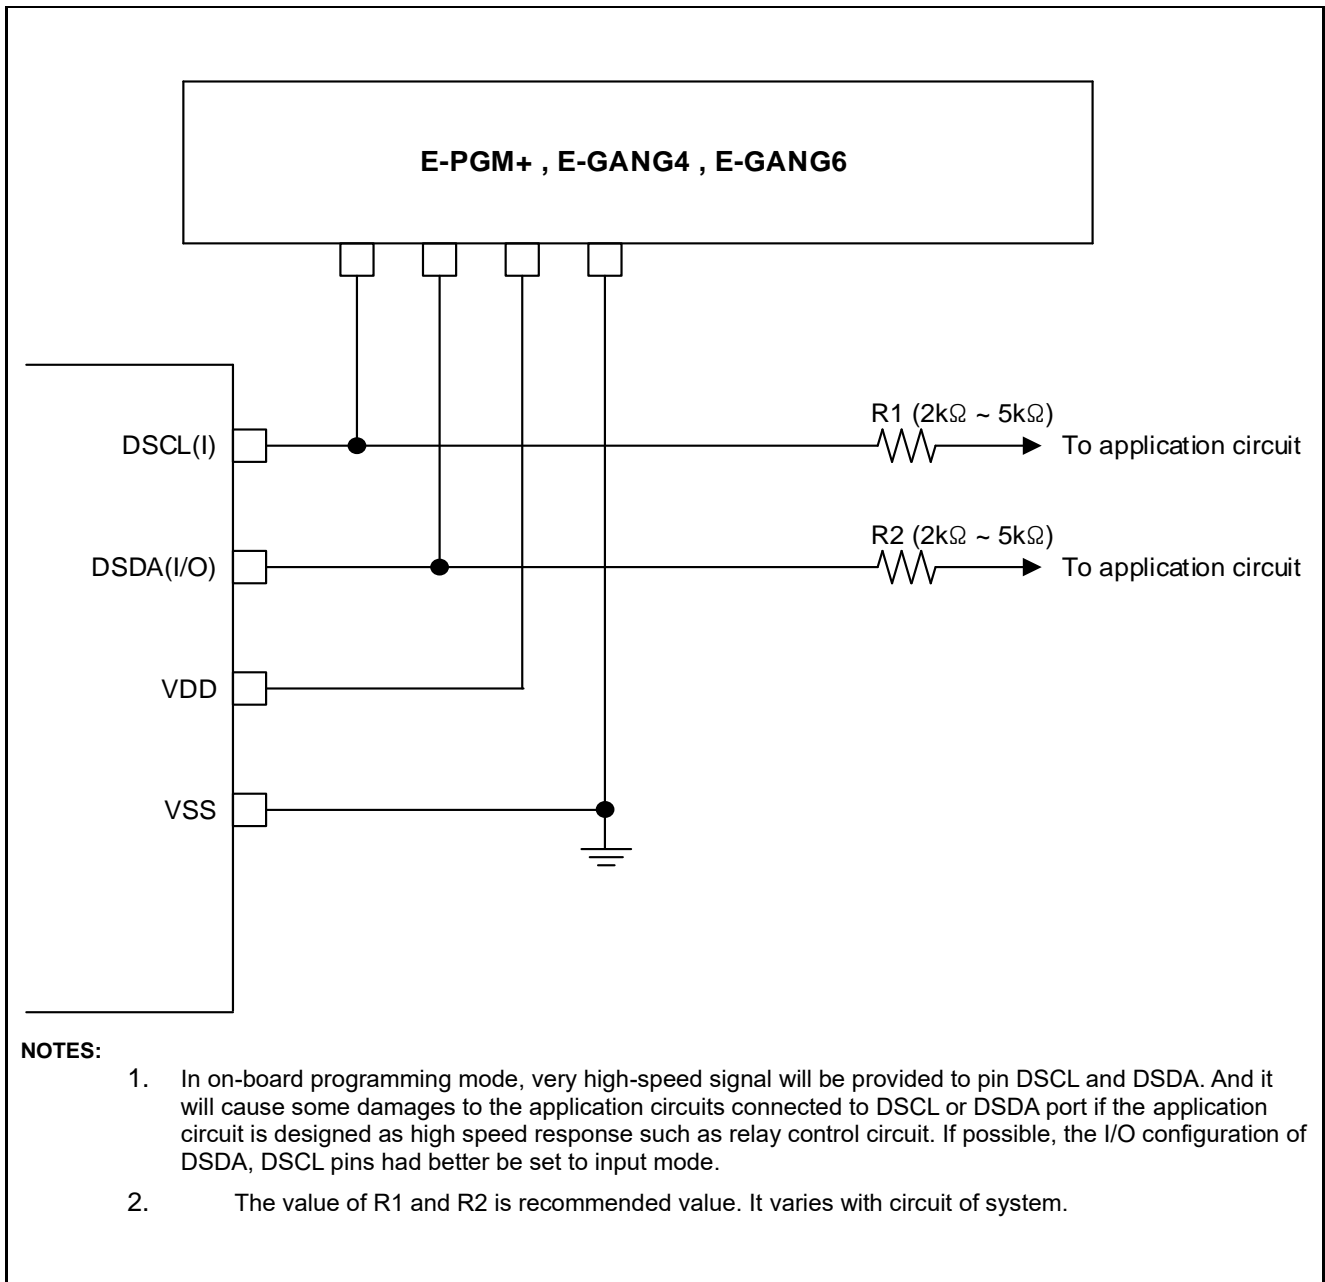 E-PGM+ , E-GANG4 , E-GANG6
R1 (2kΩ ~ 5kΩ)
DSCL(I)
To application circuit
R2 (2kΩ ~ 5kΩ)
DSDA(I/O)
To application circuit
VDD
VSS
NOTES:
1. In on-board programming mode, very high-speed signal will be provided to pin DSCL and DSDA. And it
will cause some damages to the application circuits connected to DSCL or DSDA port if the application
circuit is designed as high speed response such as relay control circuit. If possible, the I/O configuration of
DSDA, DSCL pins had better be set to input mode.
2. The value of R1 and R2 is recommended value. It varies with circuit of system.